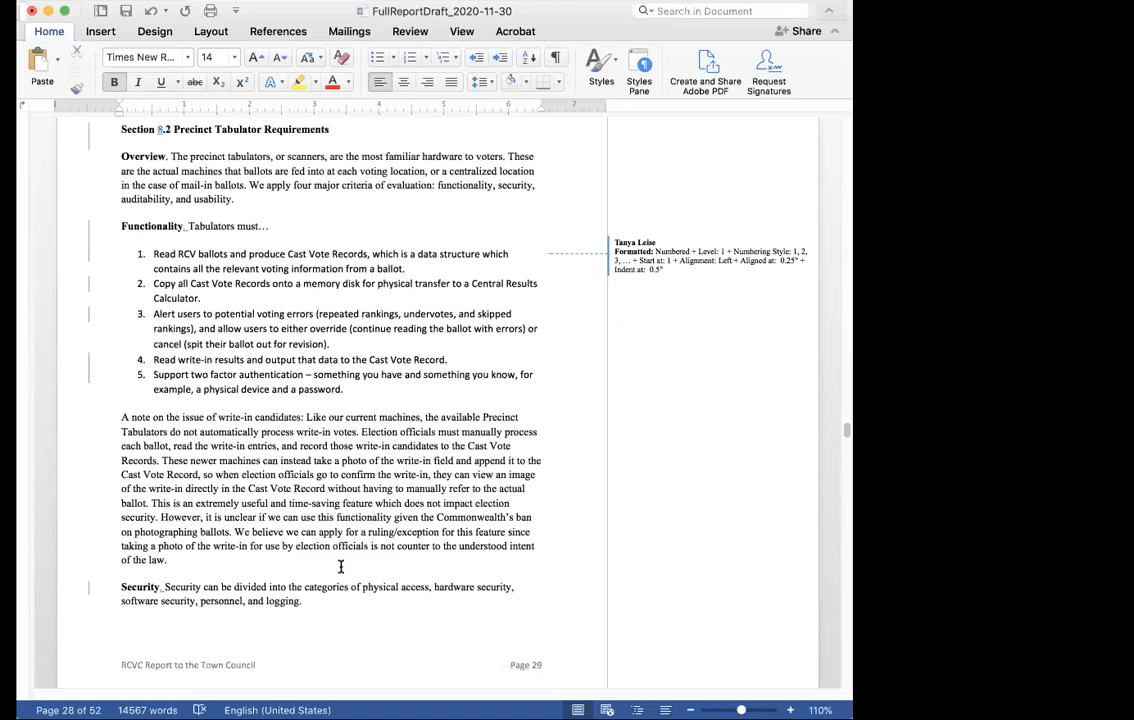 FullReportDraft_2020-11-30
Search in Document
Home Insert Design Layout References Mailings Review View Acrobat
Share
Paste
Times New R...
14
B I U abc X2 X2
Styles
Styles Pane
Create and Share Adobe PDF
Request Signatures
1 2 3 4 5 6 7
Section 8.2 Precinct Tabulator Requirements
Overview. The precinct tabulators, or scanners, are the most familiar hardware to voters. These
are the actual machines that ballots are fed into at each voting location, or a centralized location
in the case of mail-in ballots. We apply four major criteria of evaluation: functionality, security,
auditability, and usability.
Functionality. Tabulators must…
1. Read RCV ballots and produce Cast Vote Records, which is a data structure which
contains all the relevant voting information from a ballot.
2. Copy all Cast Vote Records onto a memory disk for physical transfer to a Central Results
Calculator.
3. Alert users to potential voting errors (repeated rankings, undervotes, and skipped
rankings), and allow users to either override (continue reading the ballot with errors) or
cancel (spit their ballot out for revision).
4. Read write-in results and output that data to the Cast Vote Record.
5. Support two factor authentication – something you have and something you know, for
example, a physical device and a password.
A note on the issue of write-in candidates: Like our current machines, the available Precinct
Tabulators do not automatically process write-in votes. Election officials must manually process
each ballot, read the write-in entries, and record those write-in candidates to the Cast Vote
Records. These newer machines can instead take a photo of the write-in field and append it to the
Cast Vote Record, so when election officials go to confirm the write-in, they can view an image
of the write-in directly in the Cast Vote Record without having to manually refer to the actual
ballot. This is an extremely useful and time-saving feature which does not impact election
security. However, it is unclear if we can use this functionality given the Commonwealth's ban
on photographing ballots. We believe we can apply for a ruling/exception for this feature since
taking a photo of the write-in for use by election officials is not counter to the understood intent
of the law.
Security. Security can be divided into the categories of physical access, hardware security,
software security, personnel, and logging.
RCVC Report to the Town Council Page 29
Tanya Leise
Formatted: Numbered + Level: 1 + Numbering Style: 1, 2,
3, … + Start at: 1 + Alignment: Left + Aligned at: 0.25" +
Indent at: 0.5"
Page 28 of 52 14567 words English (United States) 110%